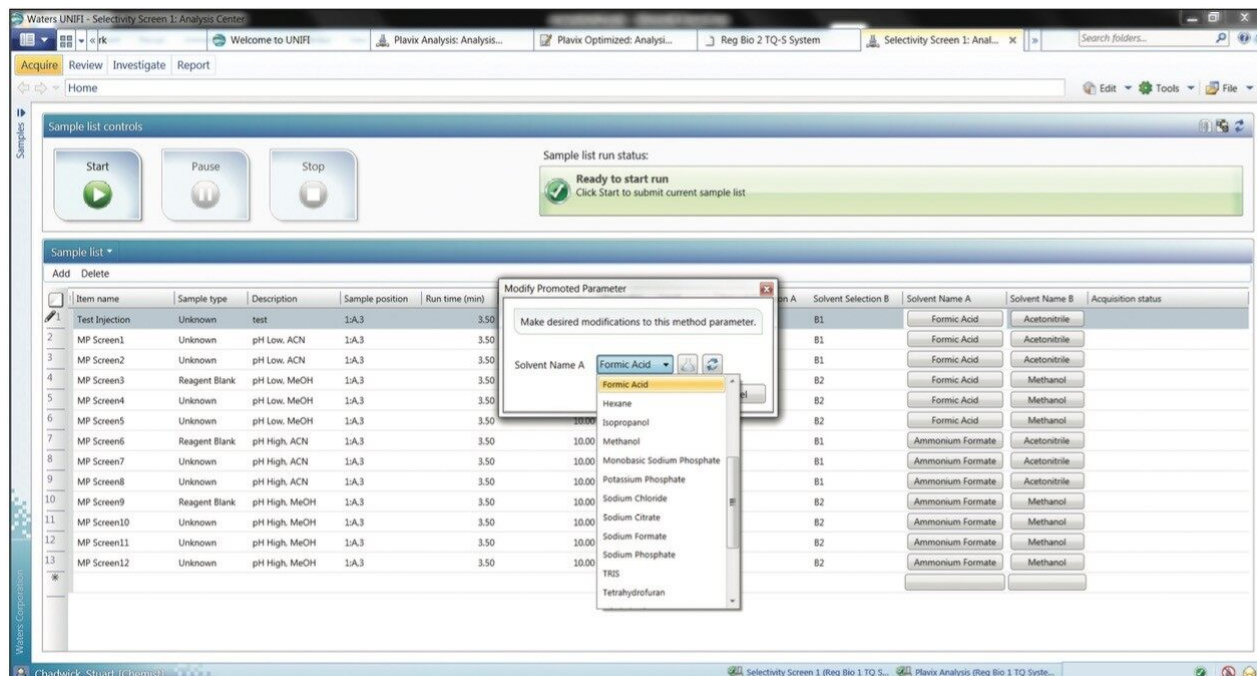 Waters UNIFI - Selectivity Screen 1: Analysis Center
« rk Welcome to UNIFI Plavix Analysis: Analysis... Plavix Optimized: Analysi... Reg Bio 2 TQ-S System Selectivity Screen 1: Anal... × » Search folders...
Acquire Review Investigate Report
Home Edit Tools File
Samples
Sample list controls
Start Pause Stop
Sample list run status:
Ready to start run
Click Start to submit current sample list
Sample list
Add Delete
Item name Sample type Description Sample position Run time (min) on A Solvent Selection B Solvent Name A Solvent Name B Acquisition status
1 Test Injection Unknown test 1:A,3 3.50 B1 Formic Acid Acetonitrile
2 MP Screen1 Unknown pH Low, ACN 1:A,3 3.50 B1 Formic Acid Acetonitrile
3 MP Screen2 Unknown pH Low, ACN 1:A,3 3.50 B1 Formic Acid Acetonitrile
4 MP Screen3 Reagent Blank pH Low, MeOH 1:A,3 3.50 B2 Formic Acid Methanol
5 MP Screen4 Unknown pH Low, MeOH 1:A,3 3.50 B2 Formic Acid Methanol
6 MP Screen5 Unknown pH Low, MeOH 1:A,3 3.50 10.00 B2 Formic Acid Methanol
7 MP Screen6 Reagent Blank pH High, ACN 1:A,3 3.50 10.00 B1 Ammonium Formate Acetonitrile
8 MP Screen7 Unknown pH High, ACN 1:A,3 3.50 10.00 B1 Ammonium Formate Acetonitrile
9 MP Screen8 Unknown pH High, ACN 1:A,3 3.50 10.00 B1 Ammonium Formate Acetonitrile
10 MP Screen9 Reagent Blank pH High, MeOH 1:A,3 3.50 10.00 B2 Ammonium Formate Methanol
11 MP Screen10 Unknown pH High, MeOH 1:A,3 3.50 10.00 B2 Ammonium Formate Methanol
12 MP Screen11 Unknown pH High, MeOH 1:A,3 3.50 10.00 B2 Ammonium Formate Methanol
13 MP Screen12 Unknown pH High, MeOH 1:A,3 3.50 10.00 B2 Ammonium Formate Methanol
Modify Promoted Parameter
Make desired modifications to this method parameter.
Solvent Name A Formic Acid
el
Formic Acid
Hexane
Isopropanol
Methanol
Monobasic Sodium Phosphate
Potassium Phosphate
Sodium Chloride
Sodium Citrate
Sodium Formate
Sodium Phosphate
TRIS
Tetrahydrofuran
Waters Corporation
Chadwick, Stuart (Chemist) Selectivity Screen 1 (Reg Bio 1 TQ S... Plavix Analysis (Reg Bio 1 TQ Syste...